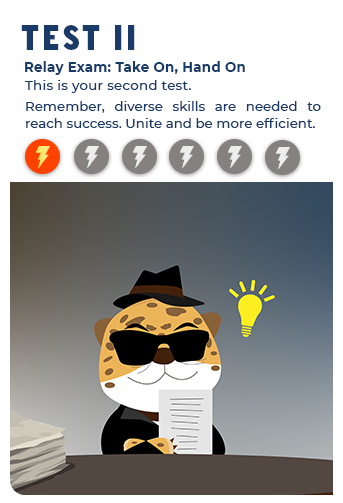 TEST II
Relay Exam: Take On, Hand On
This is your second test.
Remember, diverse skills are needed to
reach success. Unite and be more efficient.